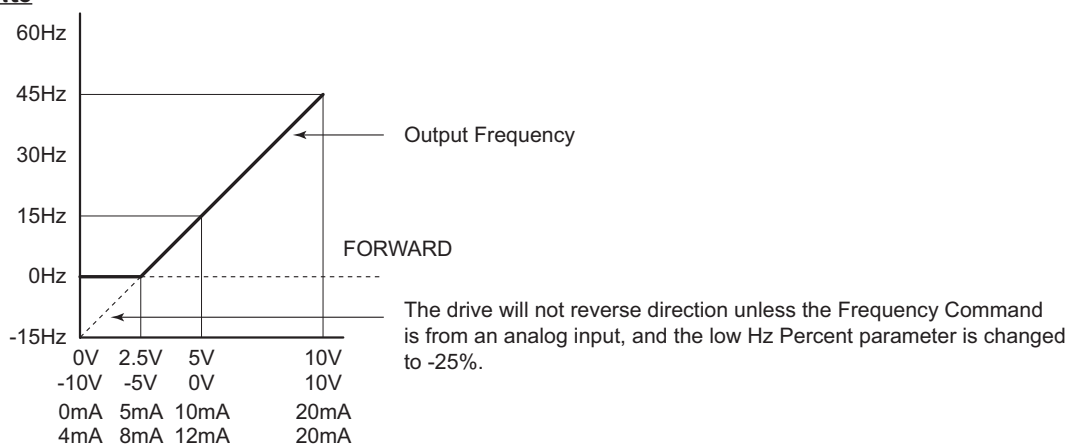 60Hz
45Hz
Output Frequency
30Hz
15Hz
FORWARD
0Hz
The drive will not reverse direction unless the Frequency Command
is from an analog input, and the low Hz Percent parameter is changed
to -25%.
-15Hz
0V 2.5V 5V 10V
-10V -5V 0V 10V
0mA 5mA 10mA 20mA
4mA 8mA 12mA 20mA